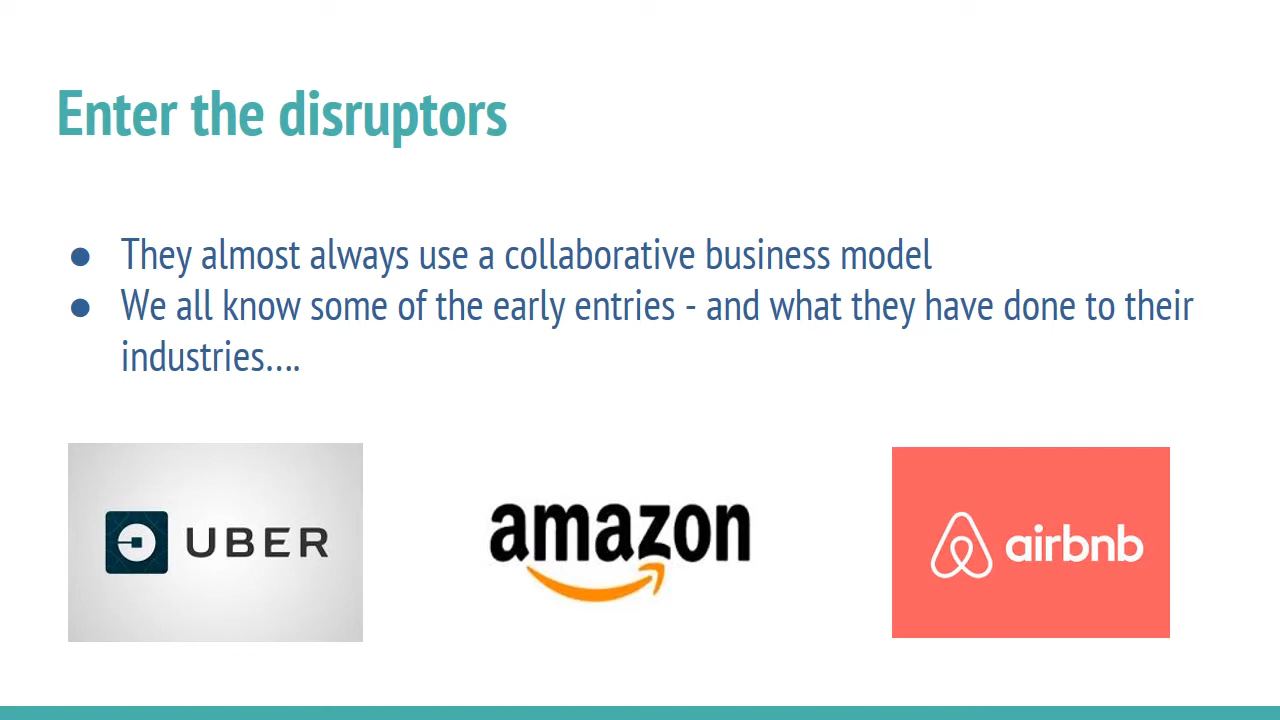 Enter the disruptors
● They almost always use a collaborative business model
● We all know some of the early entries - and what they have done to their
industries....
UBER
amazon
airbnb